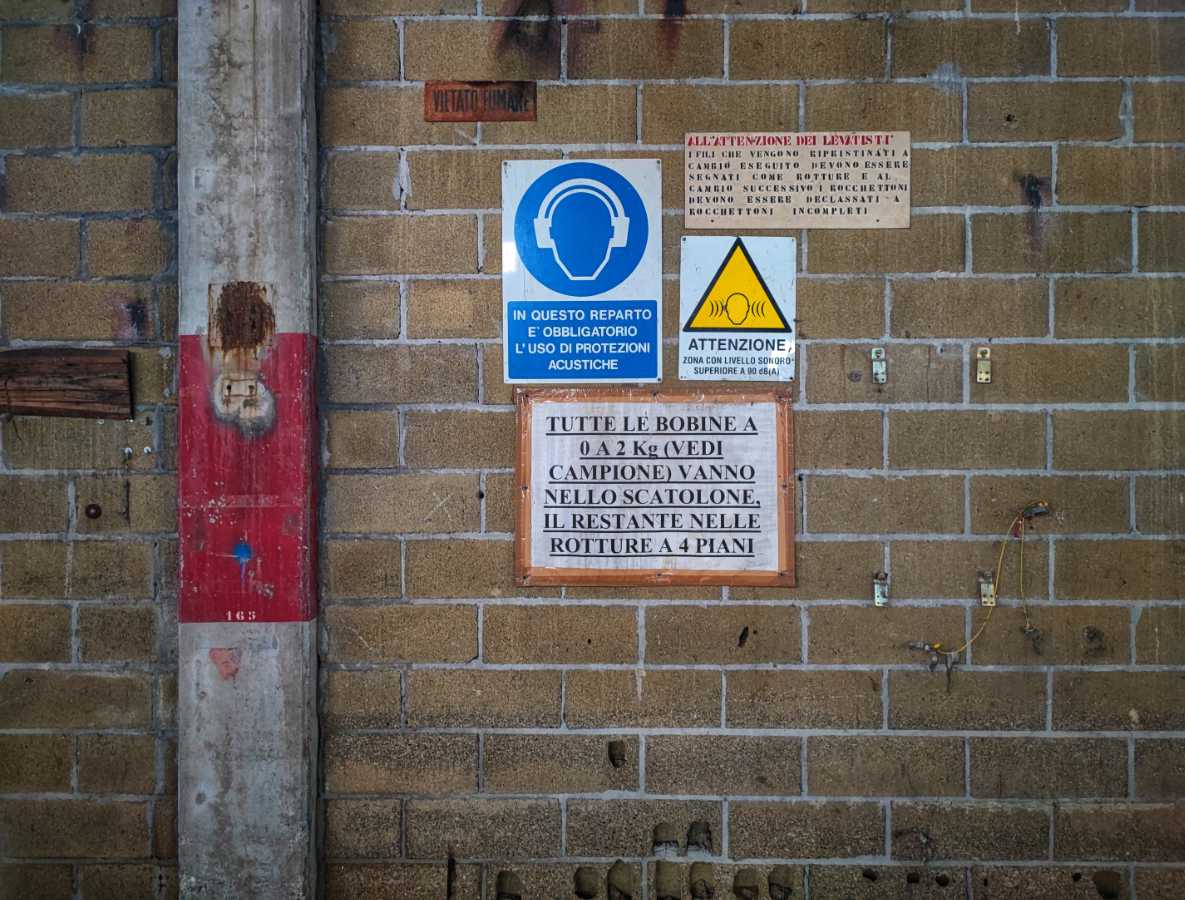 VIETATO FUMARE
ALL'ATTENZIONE DEI LEVATISTI
I FILI CHE VENGONO RIPRISTINATI A
CAMBIO ESEGUITO DEVONO ESSERE
SEGNATI COME ROTTURE E AL
CAMBIO SUCCESSIVO I ROCCHETTONI
DEVONO ESSERE DECLASSATI A
ROCCHETTONI INCOMPLETI
IN QUESTO REPARTO
E' OBBLIGATORIO
L'USO DI PROTEZIONI
ACUSTICHE
ATTENZIONE
ZONA CON LIVELLO SONORO
SUPERIORE A 90 dB(A)
TUTTE LE BOBINE A
0 A 2 Kg (VEDI
CAMPIONE) VANNO
NELLO SCATOLONE,
IL RESTANTE NELLE
ROTTURE A 4 PIANI
165